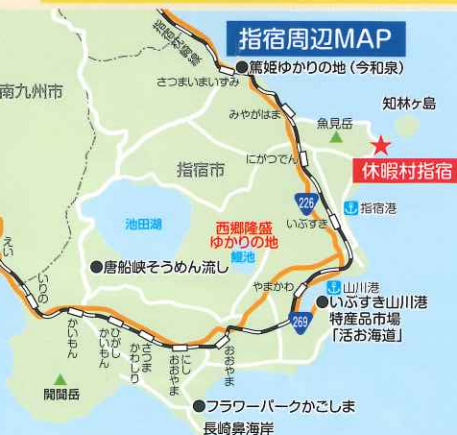 指宿周辺MAP
指宿枕崎線
さつまいまいずみ
●篤姫ゆかりの地(今和泉)
南九州市
知林ヶ島
みやがはま
魚見岳
指宿市
にがつでん
休暇村指宿
226
池田湖
西郷隆盛
ゆかりの地
鰻池
いぶすき
指宿港
●唐船峡そうめん流し
やまかわ
山川港
えい
いりの
かいもん
ひがし
かいもん
さつま
かわしり
にし
おおやま
おおやま
269
●いぶすき山川港
特産品市場
「活お海道」
開聞岳
●フラワーパークかごしま
長崎鼻海岸